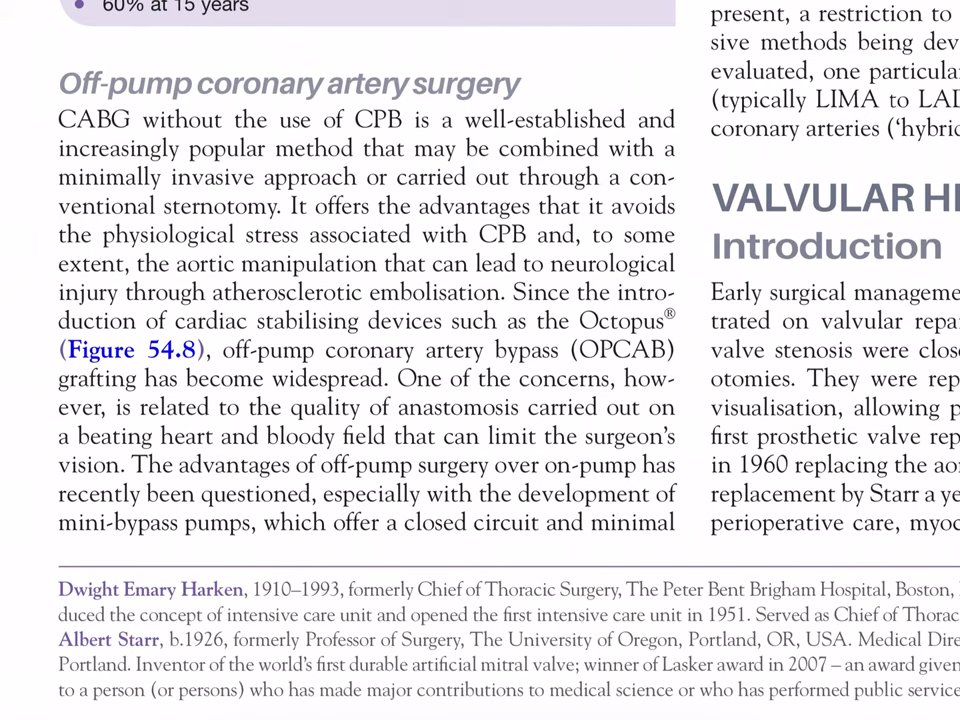 60% at 15 years
Off-pump coronary artery surgery
CABG without the use of CPB is a well-established and
increasingly popular method that may be combined with a
minimally invasive approach or carried out through a con-
ventional sternotomy. It offers the advantages that it avoids
the physiological stress associated with CPB and, to some
extent, the aortic manipulation that can lead to neurological
injury through atherosclerotic embolisation. Since the intro-
duction of cardiac stabilising devices such as the Octopus®
(Figure 54.8), off-pump coronary artery bypass (OPCAB)
grafting has become widespread. One of the concerns, how-
ever, is related to the quality of anastomosis carried out on
a beating heart and bloody field that can limit the surgeon's
vision. The advantages of off-pump surgery over on-pump has
recently been questioned, especially with the development of
mini-bypass pumps, which offer a closed circuit and minimal
present, a restriction to
sive methods being dev
evaluated, one particula
(typically LIMA to LAD
coronary arteries ('hybrid
VALVULAR HE
Introduction
Early surgical manageme
trated on valvular repa
valve stenosis were close
otomies. They were rep
visualisation, allowing p
first prosthetic valve rep
in 1960 replacing the aor
replacement by Starr a ye
perioperative care, myoc
Dwight Emary Harken, 1910–1993, formerly Chief of Thoracic Surgery, The Peter Bent Brigham Hospital, Boston,
duced the concept of intensive care unit and opened the first intensive care unit in 1951. Served as Chief of Thorac
Albert Starr, b.1926, formerly Professor of Surgery, The University of Oregon, Portland, OR, USA. Medical Dire
Portland. Inventor of the world's first durable artificial mitral valve; winner of Lasker award in 2007 – an award given
to a person (or persons) who has made major contributions to medical science or who has performed public service